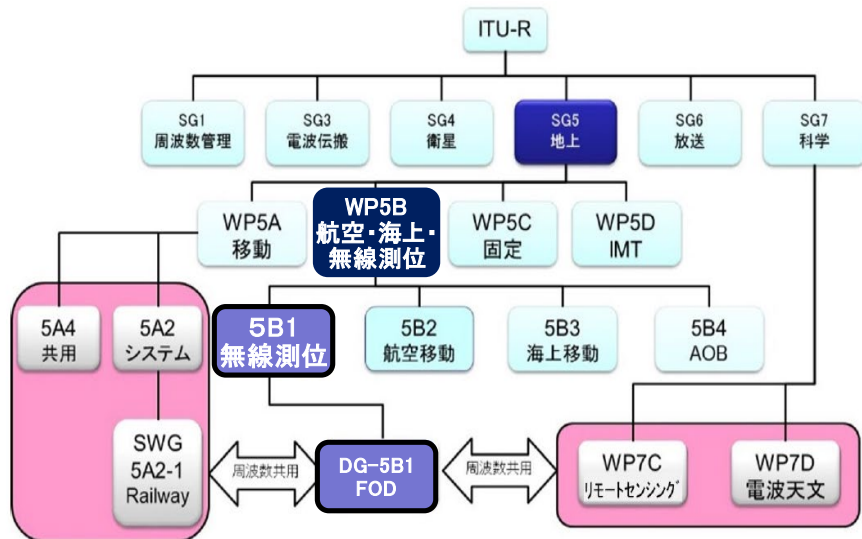 ITU-R
SG1
周波数管理
SG3
電波伝搬
SG4
衛星
SG5
地上
SG6
放送
SG7
科学
WP5A
移動
WP5B
航空・海上・
無線測位
WP5C
固定
WP5D
IMT
5A4
共用
5A2
システム
5B1
無線測位
5B2
航空移動
5B3
海上移動
5B4
AOB
SWG
5A2-1
Railway
周波数共用
DG-5B1
FOD
周波数共用
WP7C
リモートセンシング
WP7D
電波天文